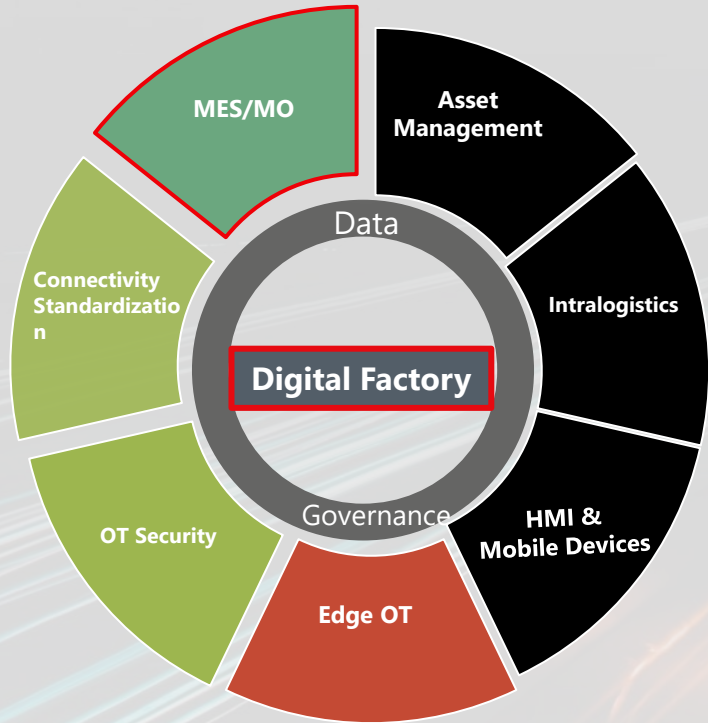 MES/MO
Asset
Management
Data
Connectivity
Standardizatio
n
Intralogistics
Digital Factory
Governance
OT Security
HMI &
Mobile Devices
Edge OT